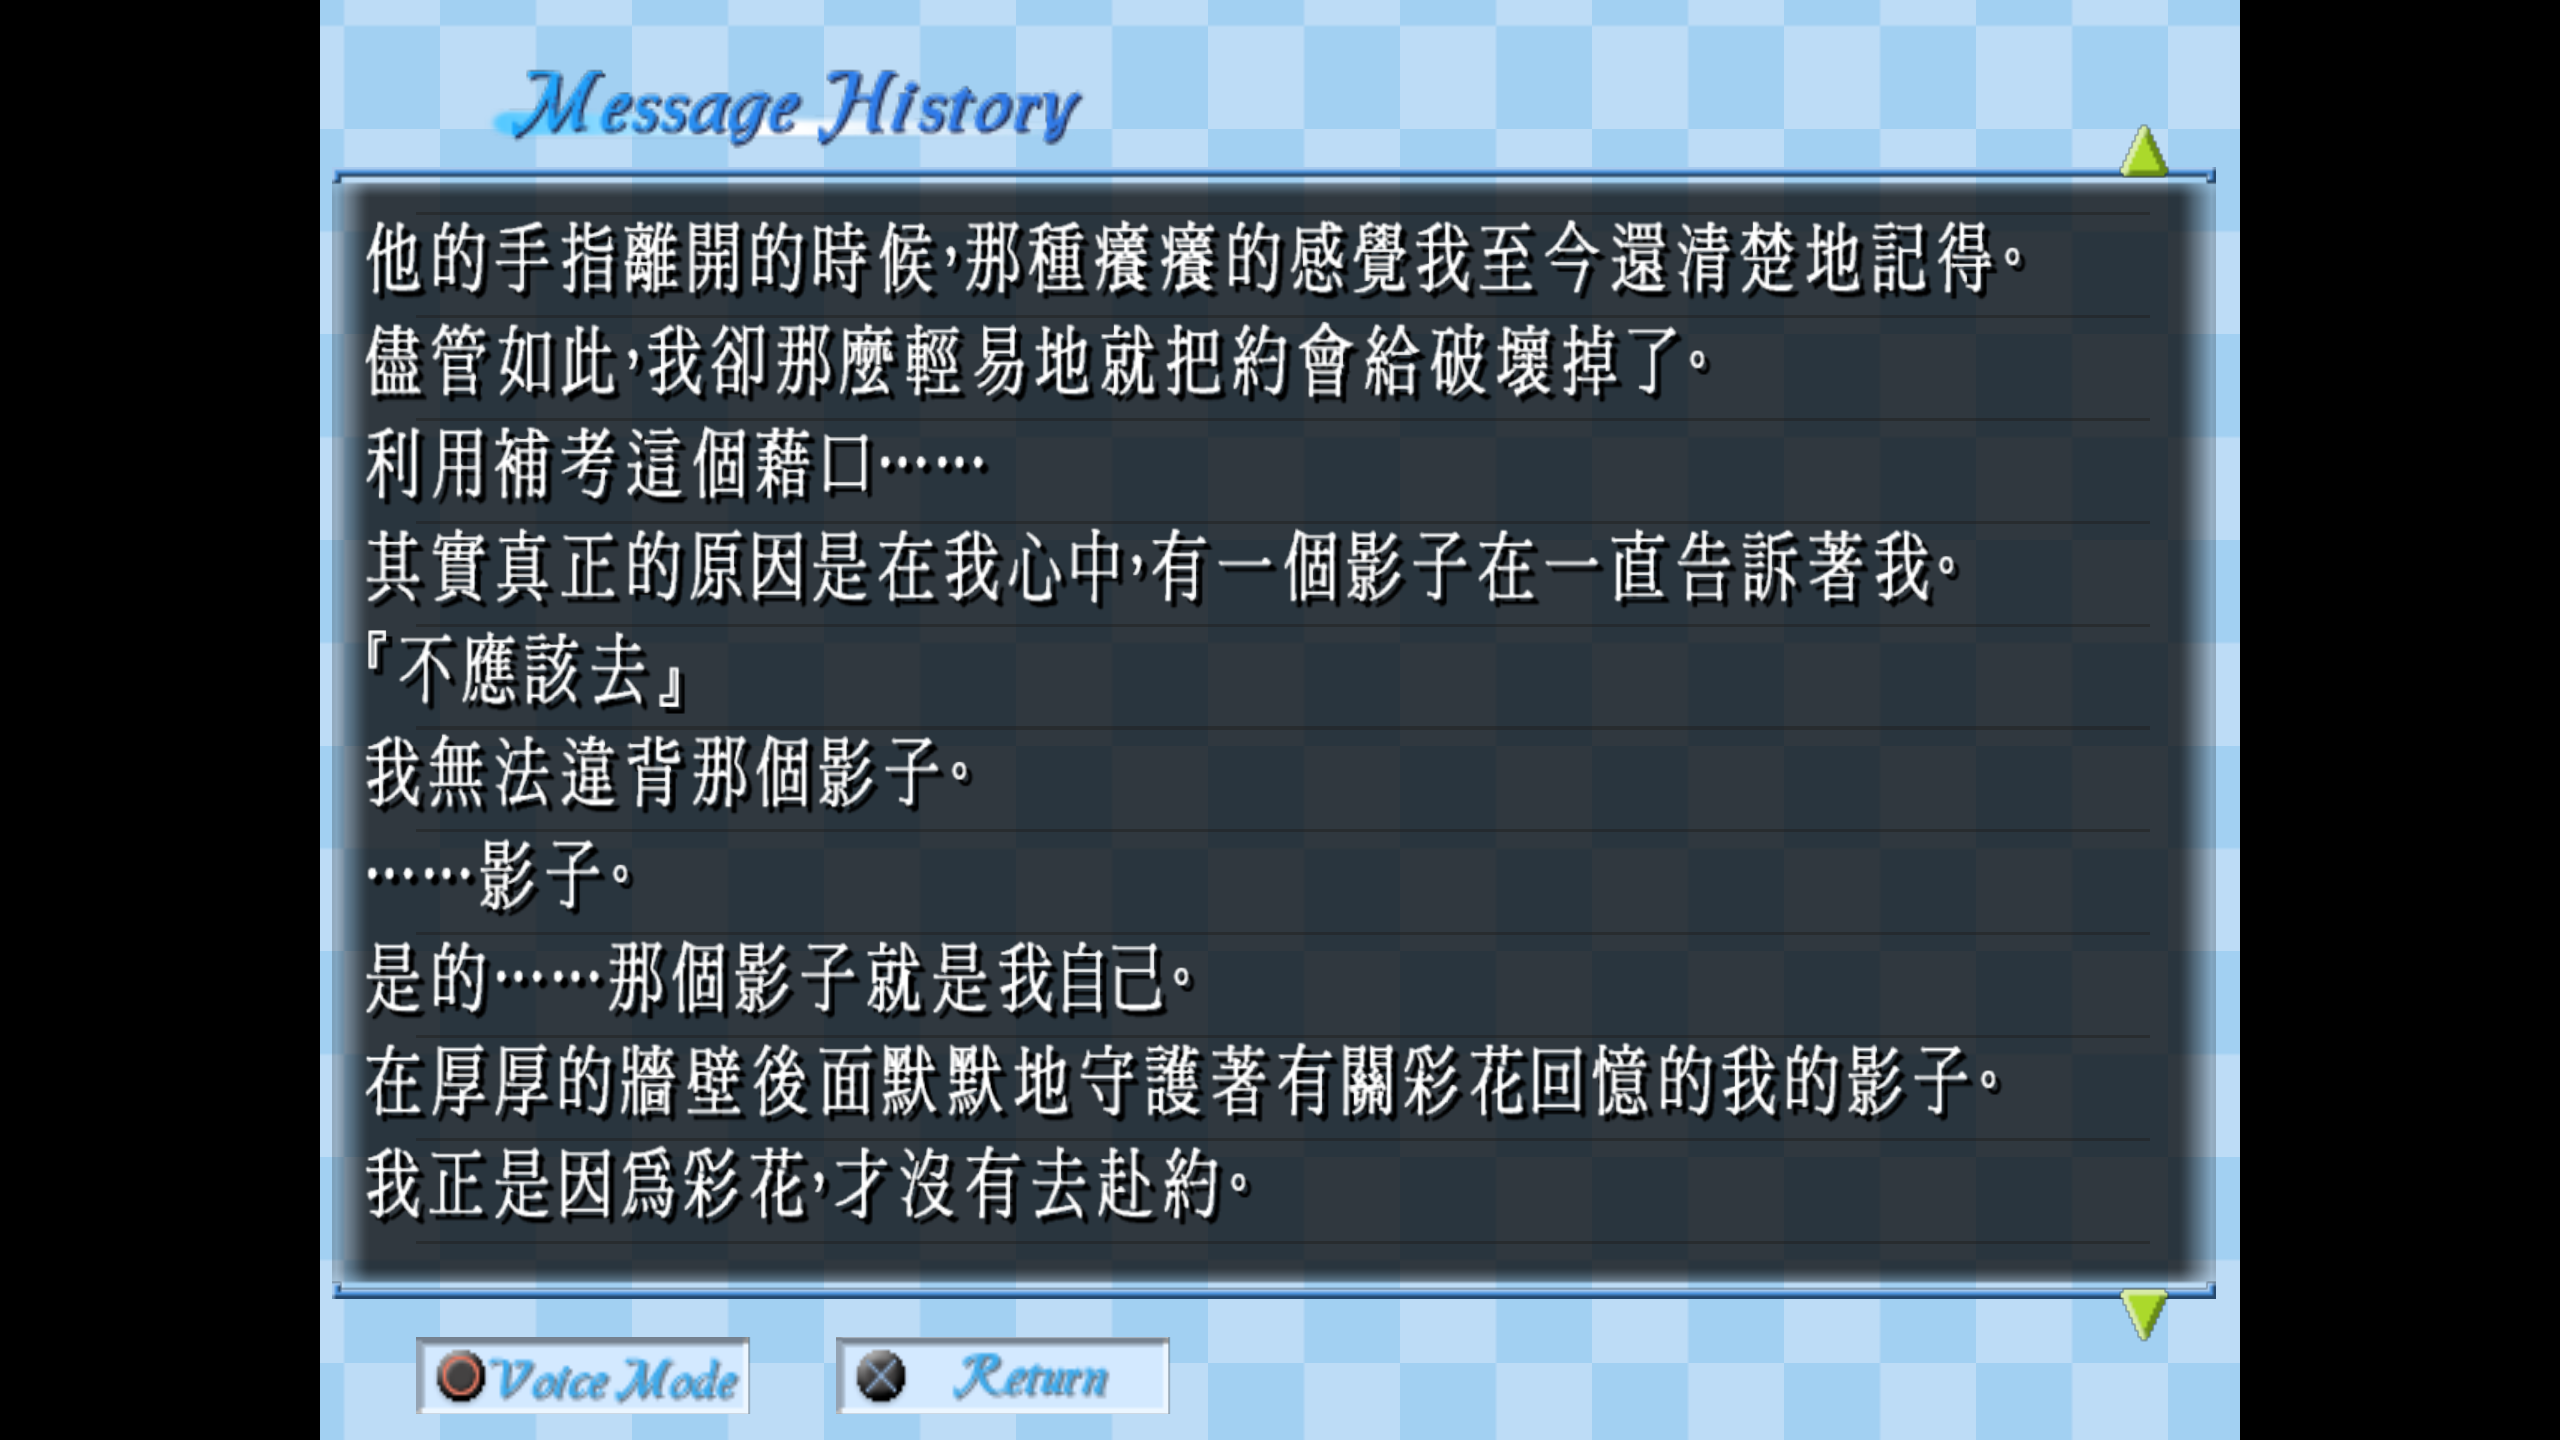 Message History
他的手指離開的時候,那種癢癢的感覺我至今還清楚地記得。
儘管如此,我卻那麼輕易地就把約會給破壞掉了。
利用補考這個藉口……
其實真正的原因是在我心中,有一個影子在一直告訴著我。
『不應該去』
我無法違背那個影子。
……影子。
是的……那個影子就是我自己。
在厚厚的牆壁後面默默地守護著有關彩花回憶的我的影子。
我正是因爲彩花,才沒有去赴約。
Voice Mode
Return